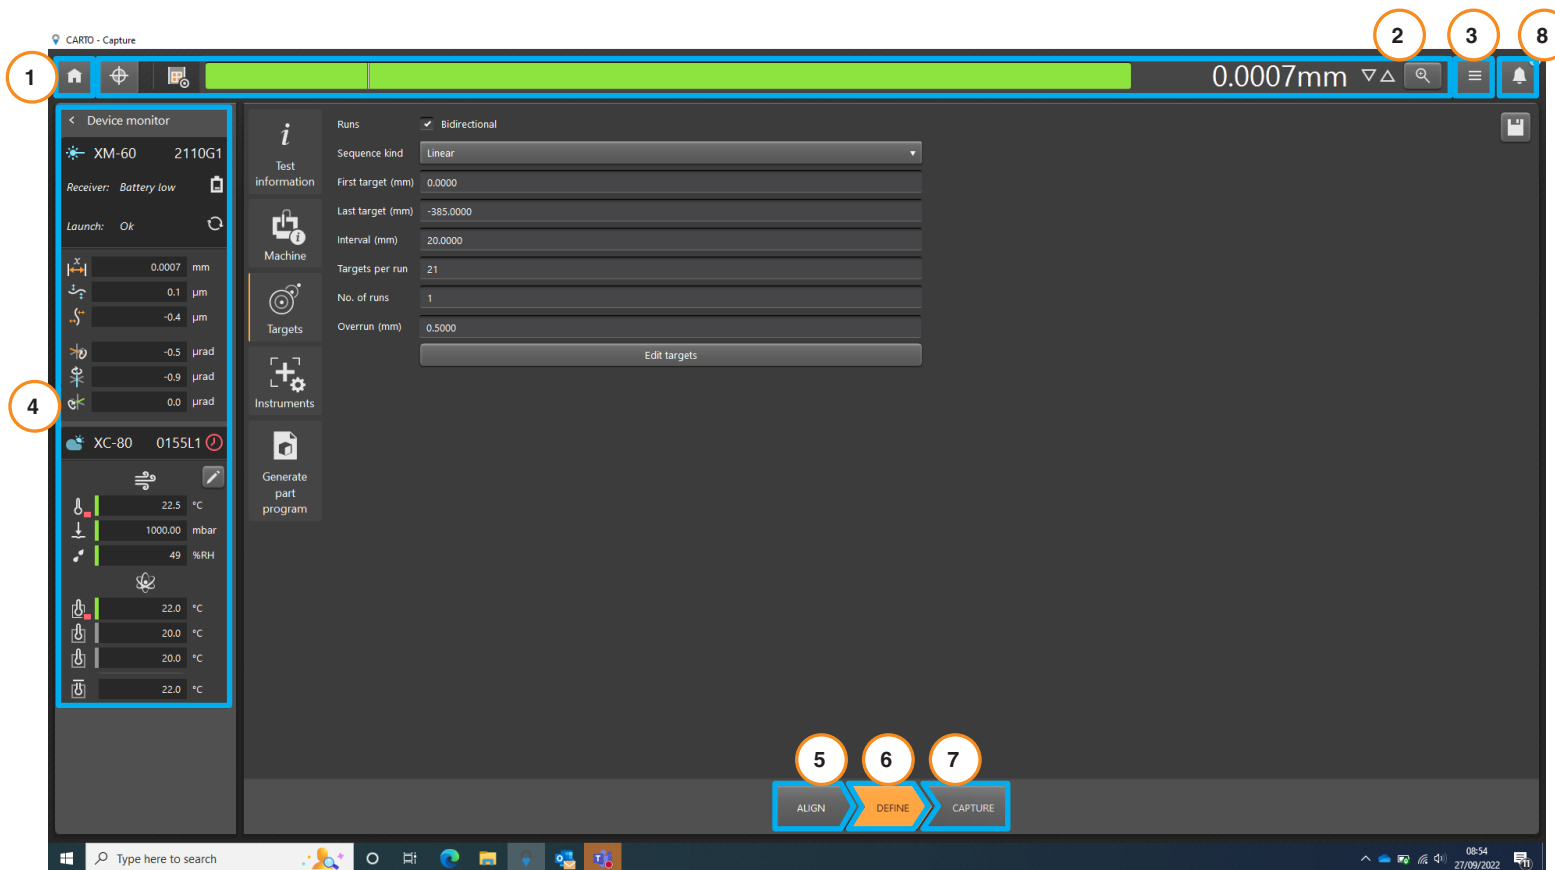 2
3
8
CARTO - Capture
1
0.0007mm
Device monitor
XM-60 2110G1
Receiver: Battery low
Launch: Ok
x
0.0007 mm
0.1 µm
-0.4 µm
-0.5 µrad
-0.9 µrad
0.0 µrad
4
XC-80 0155L1
22.5 °C
1000.00 mbar
49 %RH
22.0 °C
20.0 °C
20.0 °C
22.0 °C
i
Test
information
Machine
Targets
Instruments
Generate
part
program
Runs Bidirectional
Sequence kind Linear
First target (mm) 0.0000
Last target (mm) -385.0000
Interval (mm) 20.0000
Targets per run 21
No. of runs 1
Overrun (mm) 0.5000
Edit targets
5
6
7
ALIGN
DEFINE
CAPTURE
Type here to search
08:54
27/09/2022